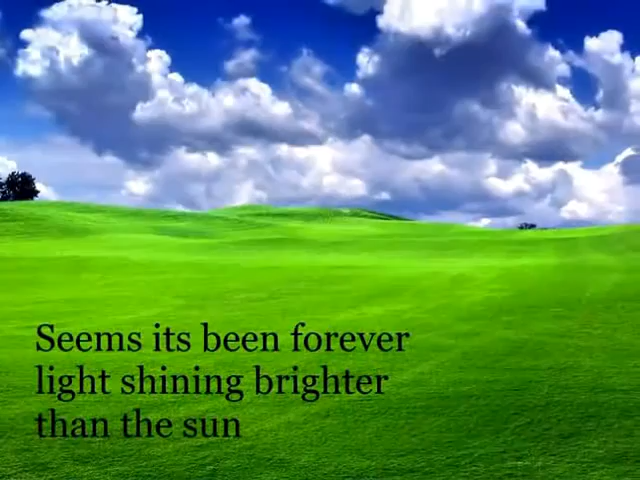 Seems its been forever
light shining brighter
than the sun